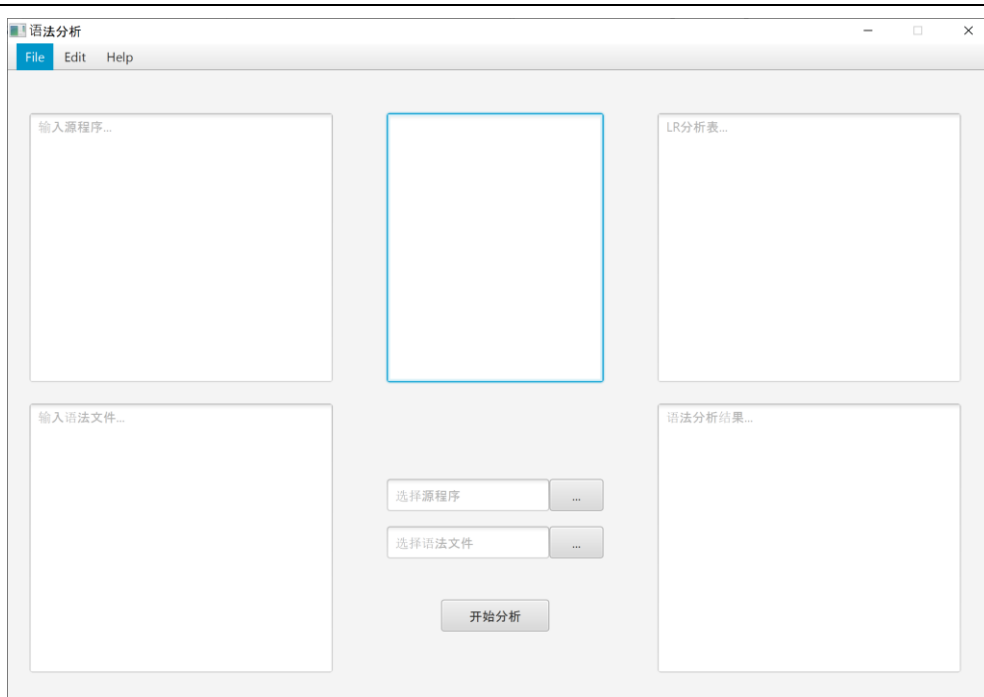 语法分析
File Edit Help
输入源程序...
LR分析表...
输入语法文件...
语法分析结果...
选择源程序 ...
选择语法文件 ...
开始分析